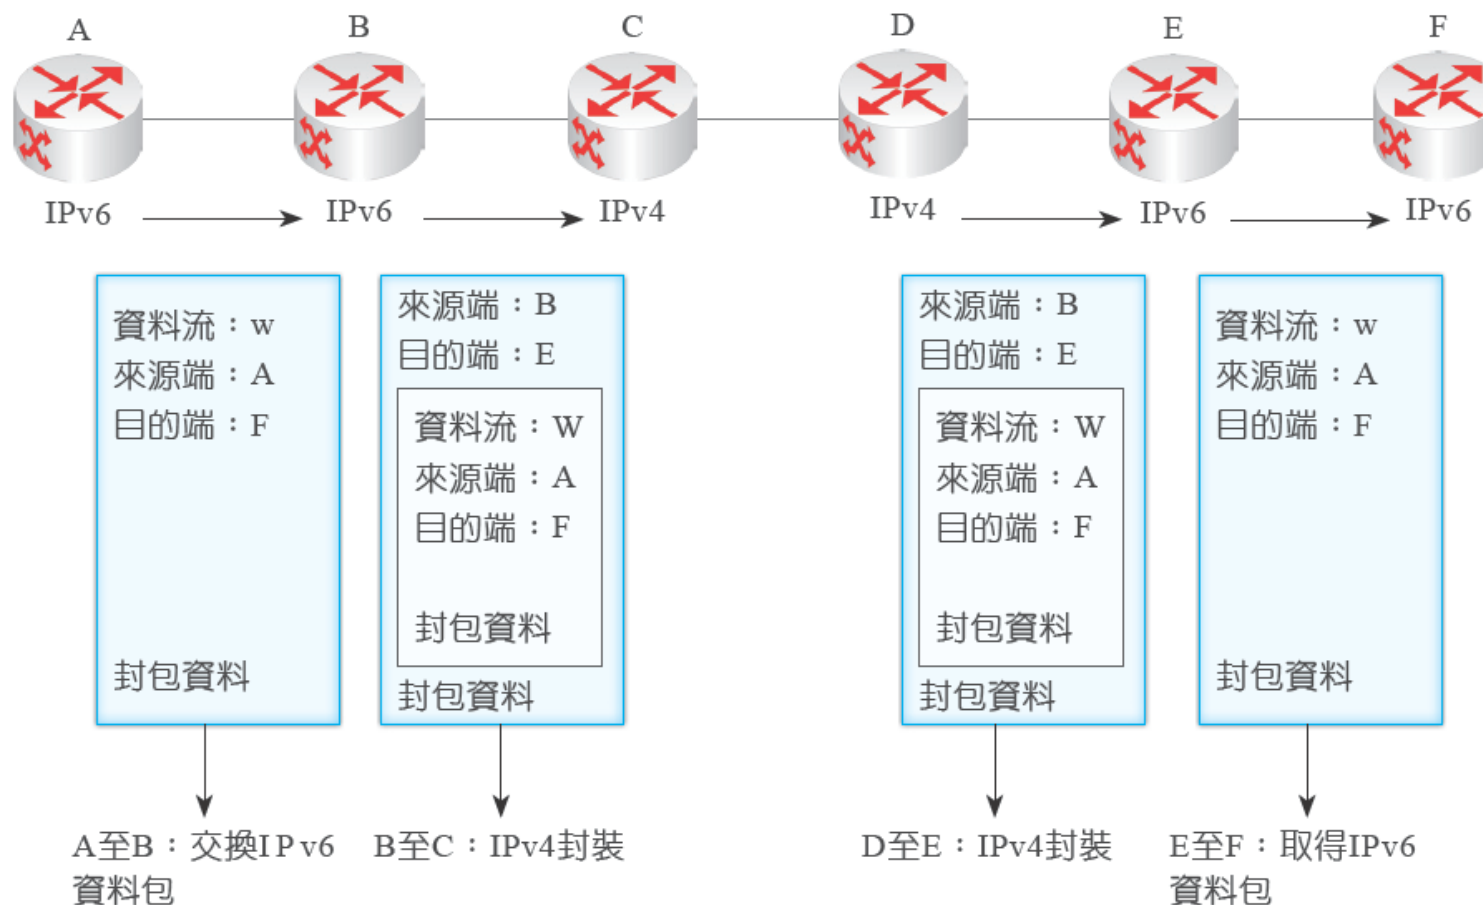 A
B
C
D
E
F
IPv6
IPv6
IPv4
IPv4
IPv6
IPv6
資料流：w
來源端：A
目的端：F
封包資料
來源端：B
目的端：E
資料流：W
來源端：A
目的端：F
封包資料
封包資料
來源端：B
目的端：E
資料流：W
來源端：A
目的端：F
封包資料
封包資料
資料流：w
來源端：A
目的端：F
封包資料
A至B：交換IPv6
資料包
B至C：IPv4封裝
D至E：IPv4封裝
E至F：取得IPv6
資料包